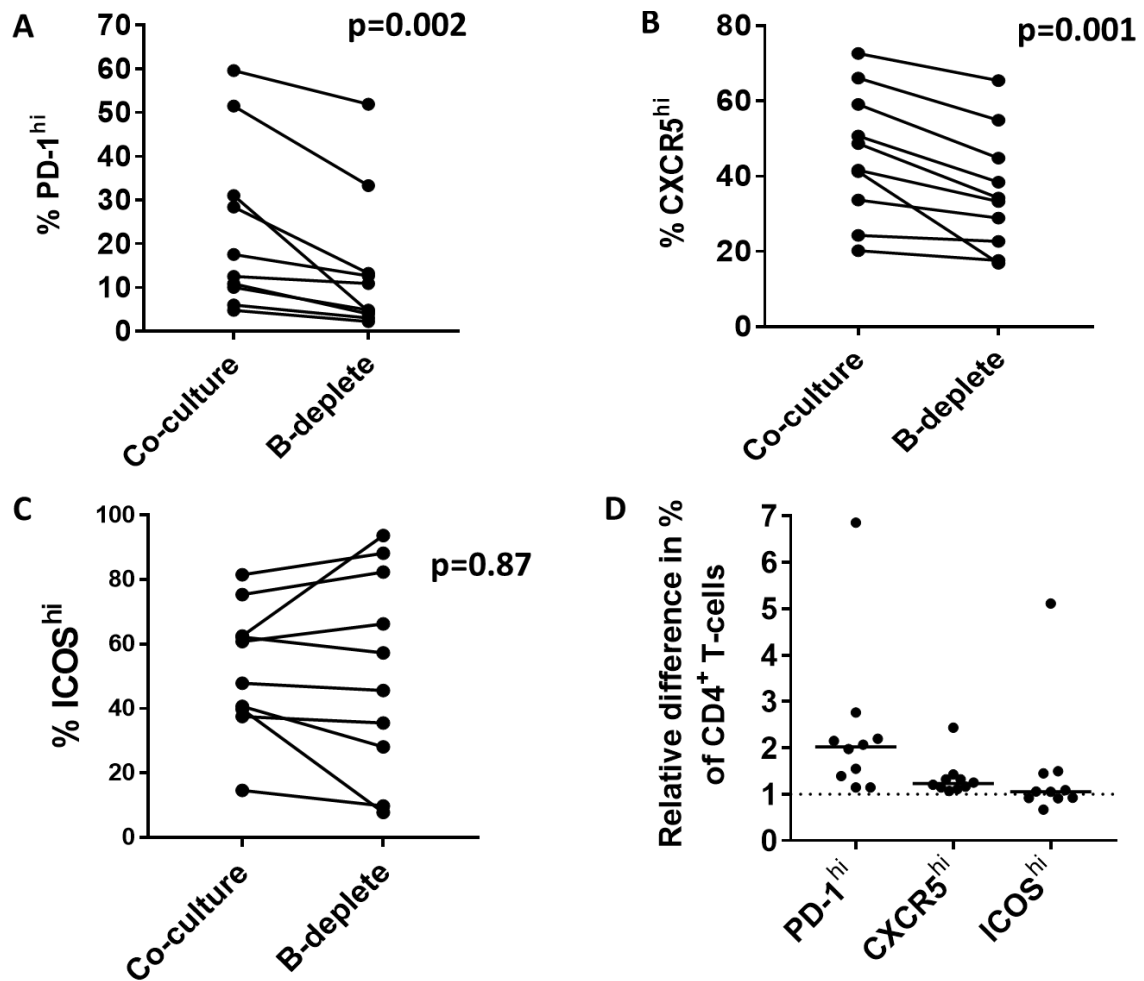 A
p=0.002
% PD-1hi
70
60
50
40
30
20
10
0
Co-culture
B-deplete
B
p=0.001
% CXCR5hi
80
60
40
20
0
Co-culture
B-deplete
C
p=0.87
% ICOShi
100
80
60
40
20
0
Co-culture
B-deplete
D
Relative difference in %
of CD4+ T-cells
7
6
5
4
3
2
1
0
PD-1hi
CXCR5hi
ICOShi